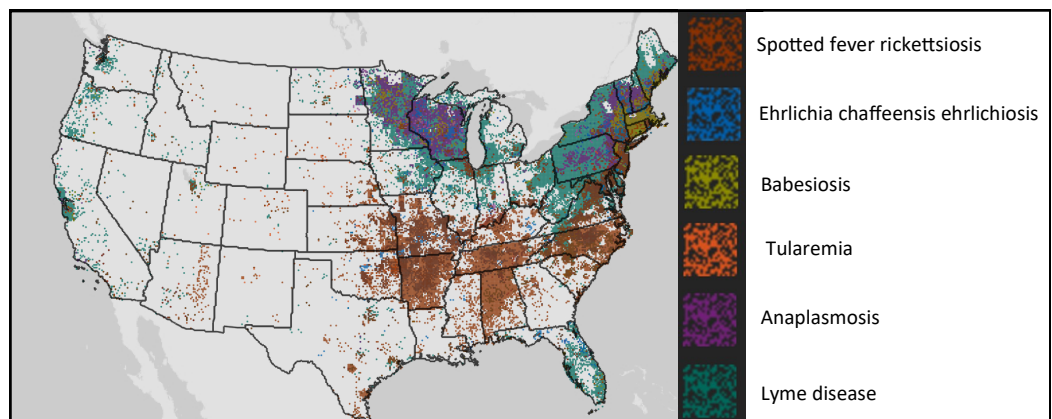 Spotted fever rickettsiosis
Ehrlichia chaffeensis ehrlichiosis
Babesiosis
Tularemia
Anaplasmosis
Lyme disease